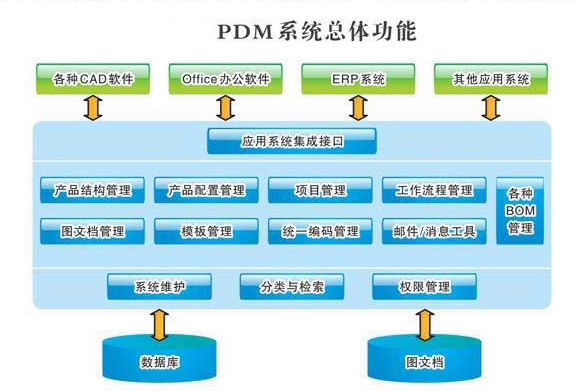 PDM系统总体功能
各种CAD软件
Office办公软件
ERP系统
其他应用系统
应用系统集成接口
产品结构管理
产品配置管理
项目管理
工作流程管理
各种
BOM
管理
图文档管理
模板管理
统一编码管理
邮件/消息工具
系统维护
分类与检索
权限管理
数据库
图文档